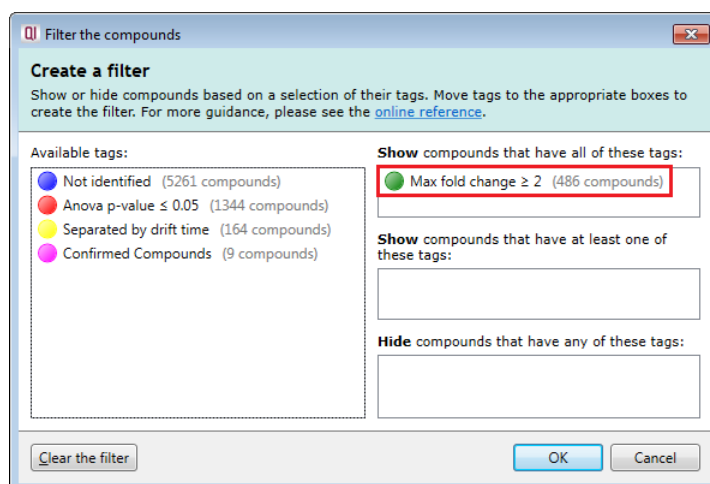 QI Filter the compounds
Create a filter
Show or hide compounds based on a selection of their tags. Move tags to the appropriate boxes to
create the filter. For more guidance, please see the online reference.
Available tags:
Not identified (5261 compounds)
Anova p-value ≤ 0.05 (1344 compounds)
Separated by drift time (164 compounds)
Confirmed Compounds (9 compounds)
Show compounds that have all of these tags:
Max fold change ≥ 2 (486 compounds)
Show compounds that have at least one of
these tags:
Hide compounds that have any of these tags:
Clear the filter
OK
Cancel